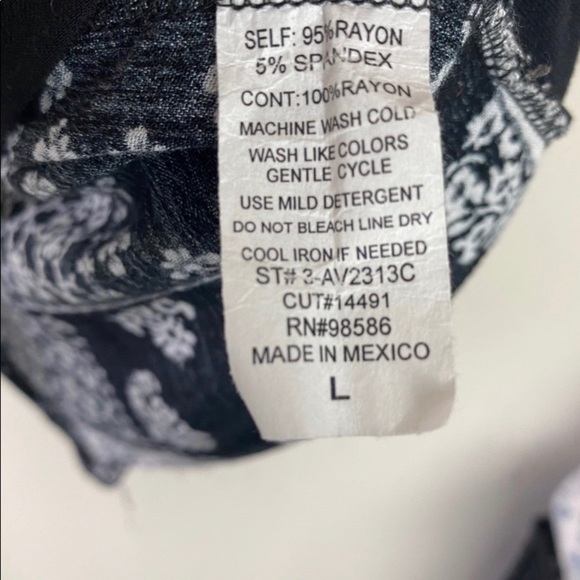 SELF: 95% RAYON
5% SPANDEX
CONT:100% RAYON
MACHINE WASH COLD
WASH LIKE COLORS
GENTLE CYCLE
USE MILD DETERGENT
DO NOT BLEACH LINE DRY
COOL IRON IF NEEDED
ST# 3-AV2313C
CUT#14491
RN#98586
MADE IN MEXICO
L